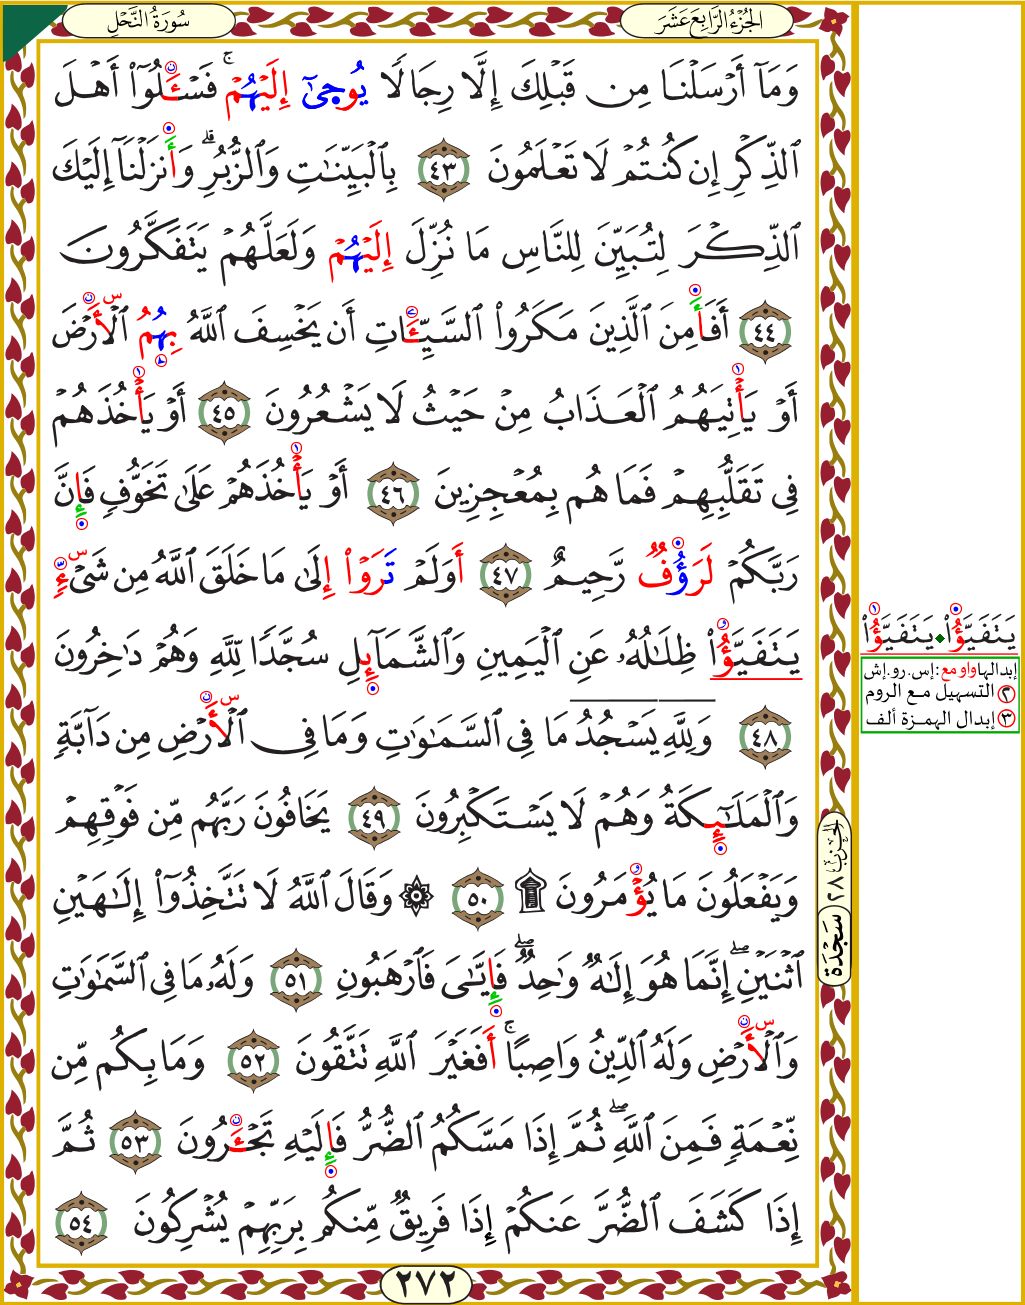 الجُزْءُ الرَّابِعَ عَشَرَ
سُورَةُ النَّحْلِ
وَمَآ أَرْسَلْنَا مِن قَبْلِكَ إِلَّا رِجَالًا يُوحَىٰٓ إِلَيْهُمْ ۚ فَسْـَٔلُوٓا۟ أَهْلَ
ٱلذِّكْرِ إِن كُنتُمْ لَا تَعْلَمُونَ ٤٣ بِٱلْبَيِّنَـٰتِ وَٱلزُّبُرِ ۗ وَأَنزَلْنَآ إِلَيْكَ
ٱلذِّكْرَ لِتُبَيِّنَ لِلنَّاسِ مَا نُزِّلَ إِلَيْهُمْ وَلَعَلَّهُمْ يَتَفَكَّرُونَ
٤٤ أَفَأَمِنَ ٱلَّذِينَ مَكَرُوا۟ ٱلسَّيِّـَٔاتِ أَن يَخْسِفَ ٱللَّهُ بِهُمُ ٱلْأَرْضَ
أَوْ يَأْتِيَهُمُ ٱلْعَذَابُ مِنْ حَيْثُ لَا يَشْعُرُونَ ٤٥ أَوْ يَأْخُذَهُمْ
فِى تَقَلُّبِهِمْ فَمَا هُم بِمُعْجِزِينَ ٤٦ أَوْ يَأْخُذَهُمْ عَلَىٰ تَخَوُّفٍ فَإِنَّ
رَبَّكُمْ لَرَؤُفٌ رَّحِيمٌ ٤٧ أَوَلَمْ تَرَوْا۟ إِلَىٰ مَا خَلَقَ ٱللَّهُ مِن شَىْءٍ
يَتَفَيَّؤُا۟ ظِلَـٰلُهُۥ عَنِ ٱلْيَمِينِ وَٱلشَّمَآئِلِ سُجَّدًا لِّلَّهِ وَهُمْ دَٰخِرُونَ
٤٨ وَلِلَّهِ يَسْجُدُ مَا فِى ٱلسَّمَـٰوَٰتِ وَمَا فِى ٱلْأَرْضِ مِن دَآبَّةٍ
وَٱلْمَلَـٰٓئِكَةُ وَهُمْ لَا يَسْتَكْبِرُونَ ٤٩ يَخَافُونَ رَبَّهُم مِّن فَوْقِهِمْ
وَيَفْعَلُونَ مَا يُؤْمَرُونَ ۩ ٥٠ ۞ وَقَالَ ٱللَّهُ لَا تَتَّخِذُوٓا۟ إِلَـٰهَيْنِ
ٱثْنَيْنِ ۖ إِنَّمَا هُوَ إِلَـٰهٌ وَٰحِدٌ ۖ فَإِيَّـٰىَ فَٱرْهَبُونِ ٥١ وَلَهُۥ مَا فِى ٱلسَّمَـٰوَٰتِ
وَٱلْأَرْضِ وَلَهُ ٱلدِّينُ وَاصِبًا ۚ أَفَغَيْرَ ٱللَّهِ تَتَّقُونَ ٥٢ وَمَا بِكُم مِّن
نِّعْمَةٍ فَمِنَ ٱللَّهِ ۖ ثُمَّ إِذَا مَسَّكُمُ ٱلضُّرُّ فَإِلَيْهِ تَجْـَٔرُونَ ٥٣ ثُمَّ
إِذَا كَشَفَ ٱلضُّرَّ عَنكُمْ إِذَا فَرِيقٌ مِّنكُم بِرَبِّهِمْ يُشْرِكُونَ ٥٤
٢٧٢
يَتَفَيَّؤُا۟ يَتَفَيَّؤُا۟
إبدالها واو مع: إس. رو. إش
٢ التسهيل مع الروم
٣ إبدال الهمزة ألف
الحزب ٢٨
سَجْدَة